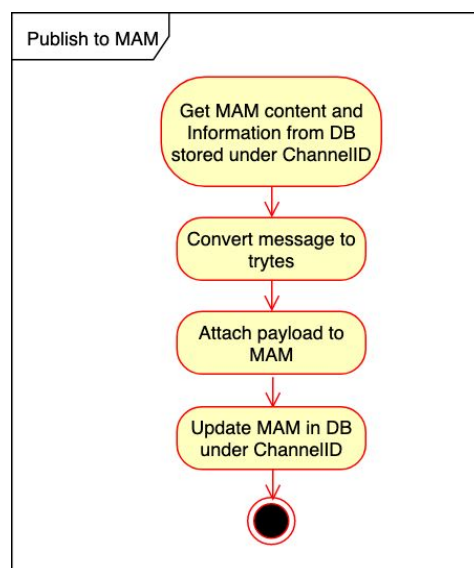 Publish to MAM
Get MAM content and
Information from DB
stored under ChannelID
Convert message to
trytes
Attach payload to
MAM
Update MAM in DB
under ChannelID